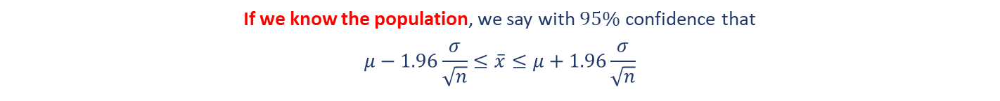 If we know the population, we say with 95% confidence that
μ − 1.96 σ/√n ≤ x̄ ≤ μ + 1.96 σ/√n